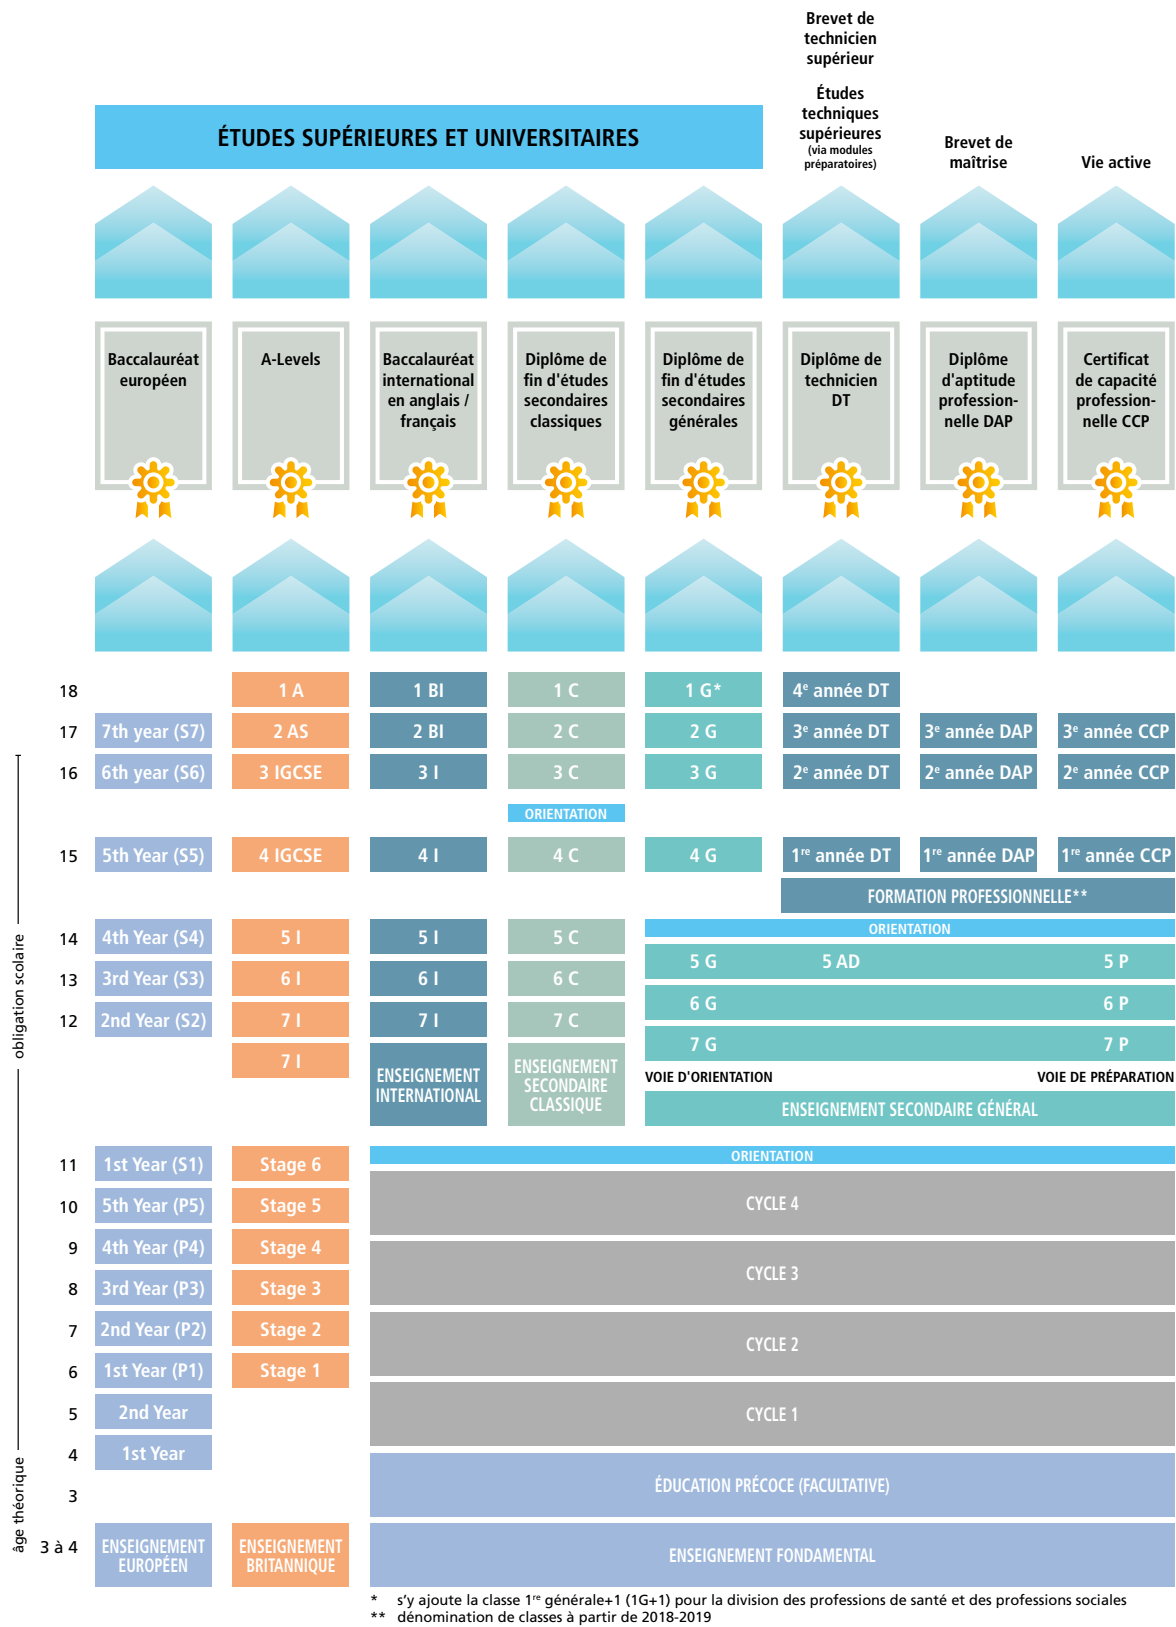 Brevet de
technicien
supérieur
Études
techniques
supérieures
(via modules
préparatoires)
ÉTUDES SUPÉRIEURES ET UNIVERSITAIRES
Brevet de
maîtrise
Vie active
Baccalauréat
européen
A-Levels
Baccalauréat
international
en anglais /
français
Diplôme de
fin d'études
secondaires
classiques
Diplôme de
fin d'études
secondaires
générales
Diplôme de
technicien
DT
Diplôme
d'aptitude
profession-
nelle DAP
Certificat
de capacité
profession-
nelle CCP
18
1 A
1 BI
1 C
1 G*
4e année DT
17
7th year (S7)
2 AS
2 BI
2 C
2 G
3e année DT
3e année DAP
3e année CCP
16
6th year (S6)
3 IGCSE
3 I
3 C
3 G
2e année DT
2e année DAP
2e année CCP
ORIENTATION
15
5th Year (S5)
4 IGCSE
4 I
4 C
4 G
1re année DT
1re année DAP
1re année CCP
FORMATION PROFESSIONNELLE**
ORIENTATION
14
4th Year (S4)
5 I
5 I
5 C
5 G
5 AD
5 P
13
3rd Year (S3)
6 I
6 I
6 C
6 G
6 P
12
2nd Year (S2)
7 I
7 I
7 C
7 G
7 P
7 I
ENSEIGNEMENT
INTERNATIONAL
ENSEIGNEMENT
SECONDAIRE
CLASSIQUE
VOIE D'ORIENTATION
VOIE DE PRÉPARATION
ENSEIGNEMENT SECONDAIRE GÉNÉRAL
11
1st Year (S1)
Stage 6
ORIENTATION
10
5th Year (P5)
Stage 5
CYCLE 4
9
4th Year (P4)
Stage 4
8
3rd Year (P3)
Stage 3
CYCLE 3
7
2nd Year (P2)
Stage 2
CYCLE 2
6
1st Year (P1)
Stage 1
5
2nd Year
CYCLE 1
4
1st Year
3
ÉDUCATION PRÉCOCE (FACULTATIVE)
3 à 4
ENSEIGNEMENT
EUROPÉEN
ENSEIGNEMENT
BRITANNIQUE
ENSEIGNEMENT FONDAMENTAL
obligation scolaire
âge théorique
* s'y ajoute la classe 1re générale+1 (1G+1) pour la division des professions de santé et des professions sociales
** dénomination de classes à partir de 2018-2019